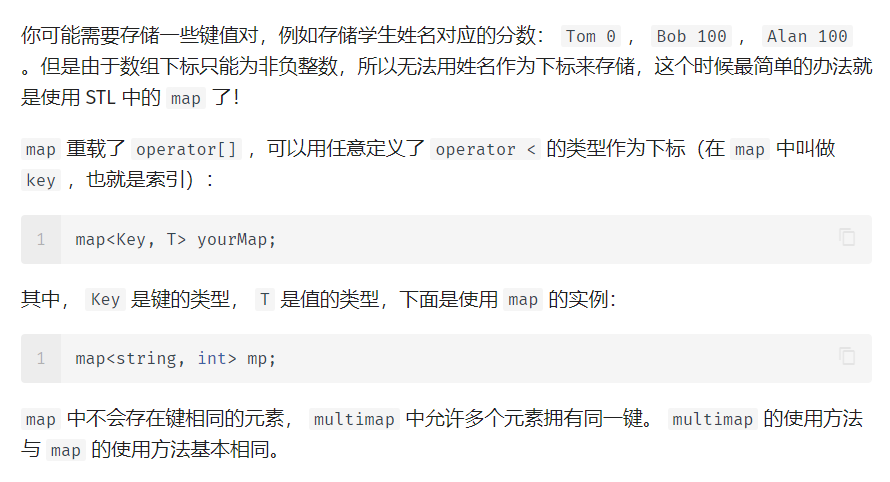 你可能需要存储一些键值对，例如存储学生姓名对应的分数： Tom 0 ， Bob 100 ， Alan 100
。但是由于数组下标只能为非负整数，所以无法用姓名作为下标来存储，这个时候最简单的办法就
是使用 STL 中的 map 了！
map 重载了 operator[] ，可以用任意定义了 operator < 的类型作为下标（在 map 中叫做
key ，也就是索引）：
1 map<Key, T> yourMap;
其中， Key 是键的类型， T 是值的类型，下面是使用 map 的实例：
1 map<string, int> mp;
map 中不会存在键相同的元素， multimap 中允许多个元素拥有同一键。 multimap 的使用方法
与 map 的使用方法基本相同。